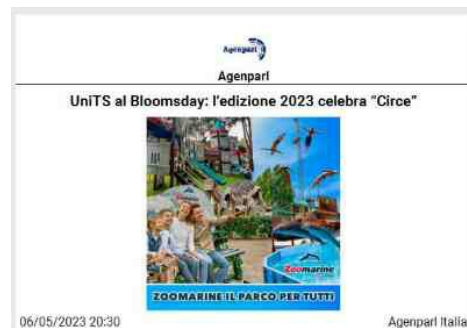 Agenparl
Agenparl
UniTS al Bloomsday: l'edizione 2023 celebra "Circe"
Zoomarine
ZOOMARINE IL PARCO PER TUTTI
06/05/2023 20:30
Agenparl Italia